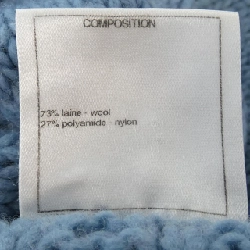 COMPOSITION
73% laine - wool
27% polyamide - nylon